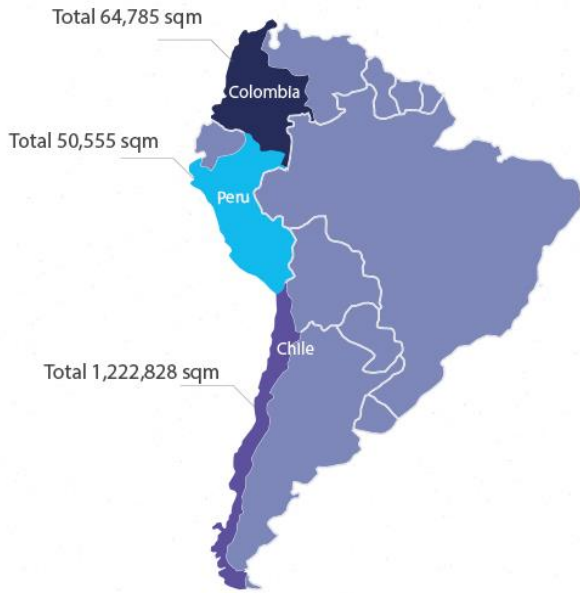 Total 64,785 sqm
Colombia
Total 50,555 sqm
Peru
Chile
Total 1,222,828 sqm